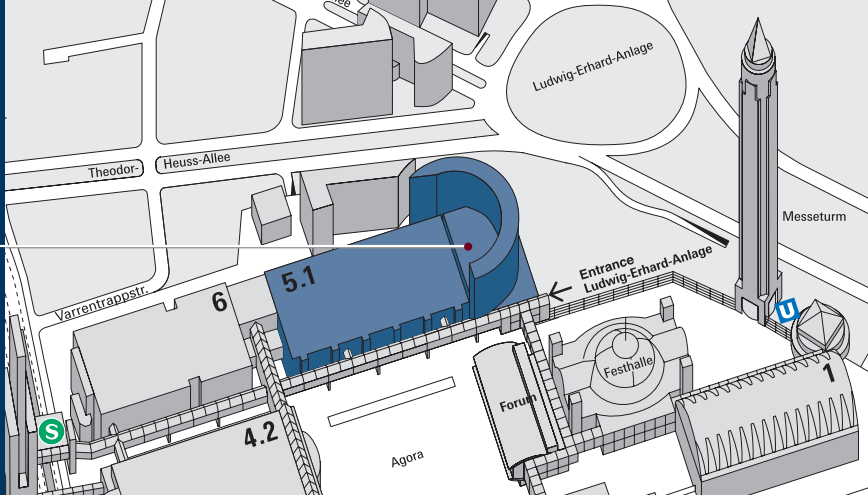 Ludwig-Erhard-Anlage
Theodor-
Heuss-Allee
Messeturm
Entrance
Ludwig-Erhard-Anlage
5.1
6
Varrentrappstr.
U
Festhalle
1
Forum
S
4.2
Agora